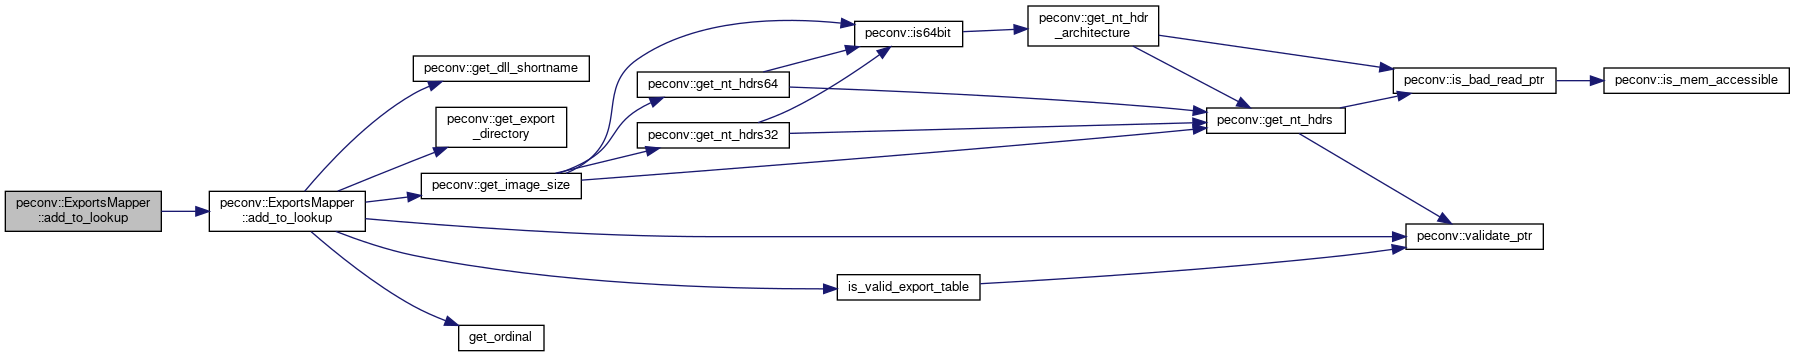 peconv::ExportsMapper
::add_to_lookup
peconv::ExportsMapper
::add_to_lookup
peconv::get_dll_shortname
peconv::get_export
_directory
peconv::get_image_size
get_ordinal
peconv::get_nt_hdrs64
peconv::get_nt_hdrs32
peconv::is64bit
is_valid_export_table
peconv::get_nt_hdr
_architecture
peconv::get_nt_hdrs
peconv::is_bad_read_ptr
peconv::validate_ptr
peconv::is_mem_accessible